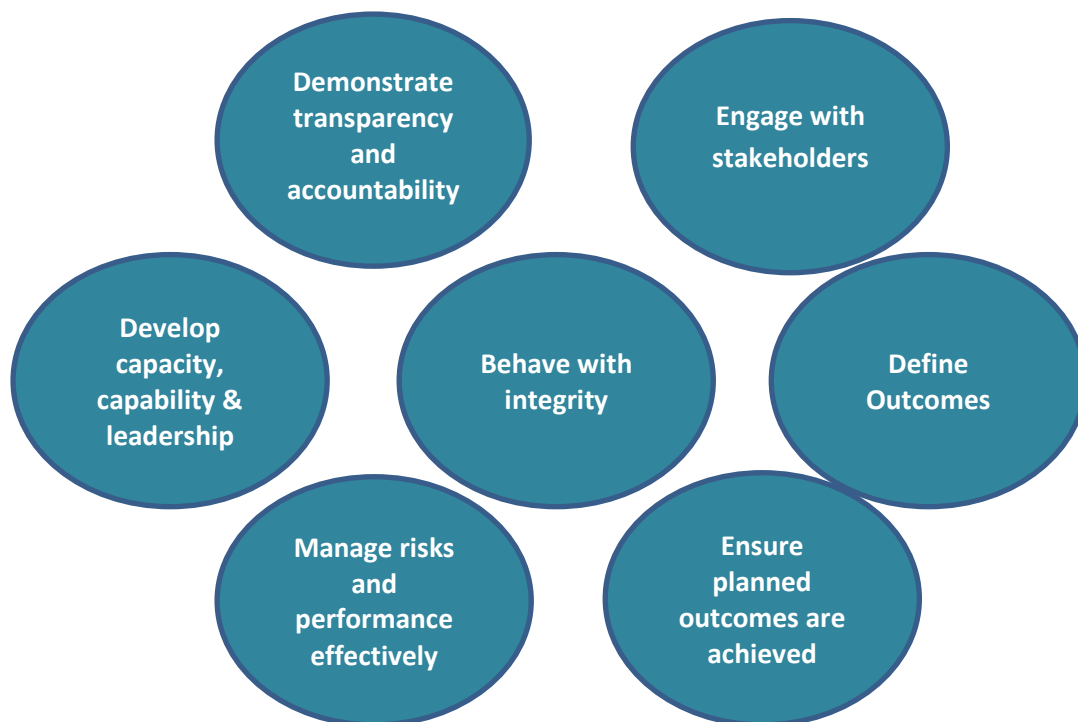 Demonstrate
transparency
and
accountability
Engage with
stakeholders
Develop
capacity,
capability &
leadership
Behave with
integrity
Define
Outcomes
Manage risks
and
performance
effectively
Ensure
planned
outcomes are
achieved